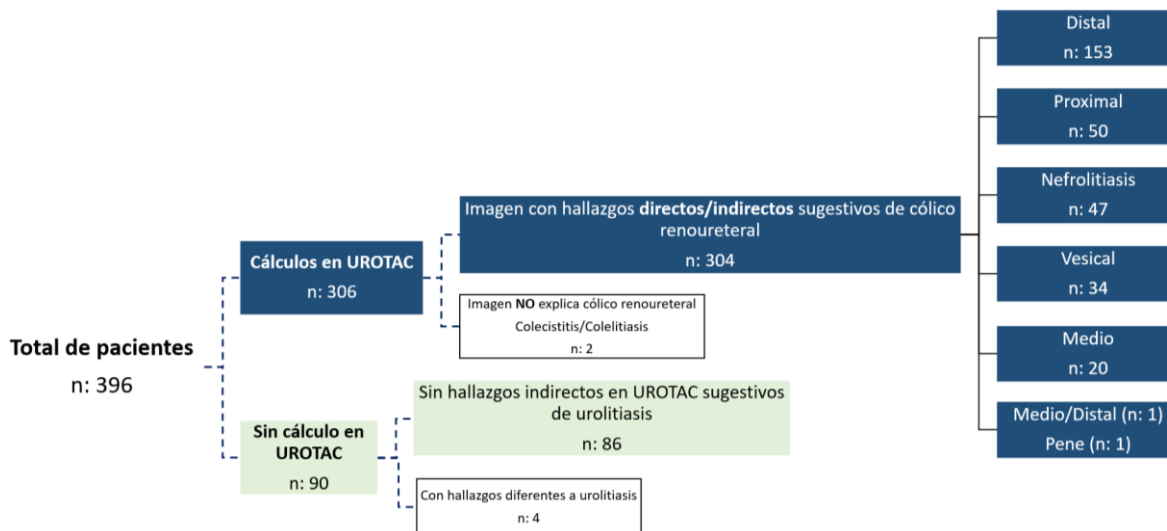 Total de pacientes
n: 396
Cálculos en UROTAC
n: 306
Sin cálculo en
UROTAC
n: 90
Imagen con hallazgos directos/indirectos sugestivos de cólico
renoureteral
n: 304
Imagen NO explica cólico renoureteral
Colecistitis/Colelitiasis
n: 2
Sin hallazgos indirectos en UROTAC sugestivos
de urolitiasis
n: 86
Con hallazgos diferentes a urolitiasis
n: 4
Distal
n: 153
Proximal
n: 50
Nefrolitiasis
n: 47
Vesical
n: 34
Medio
n: 20
Medio/Distal (n: 1)
Pene (n: 1)